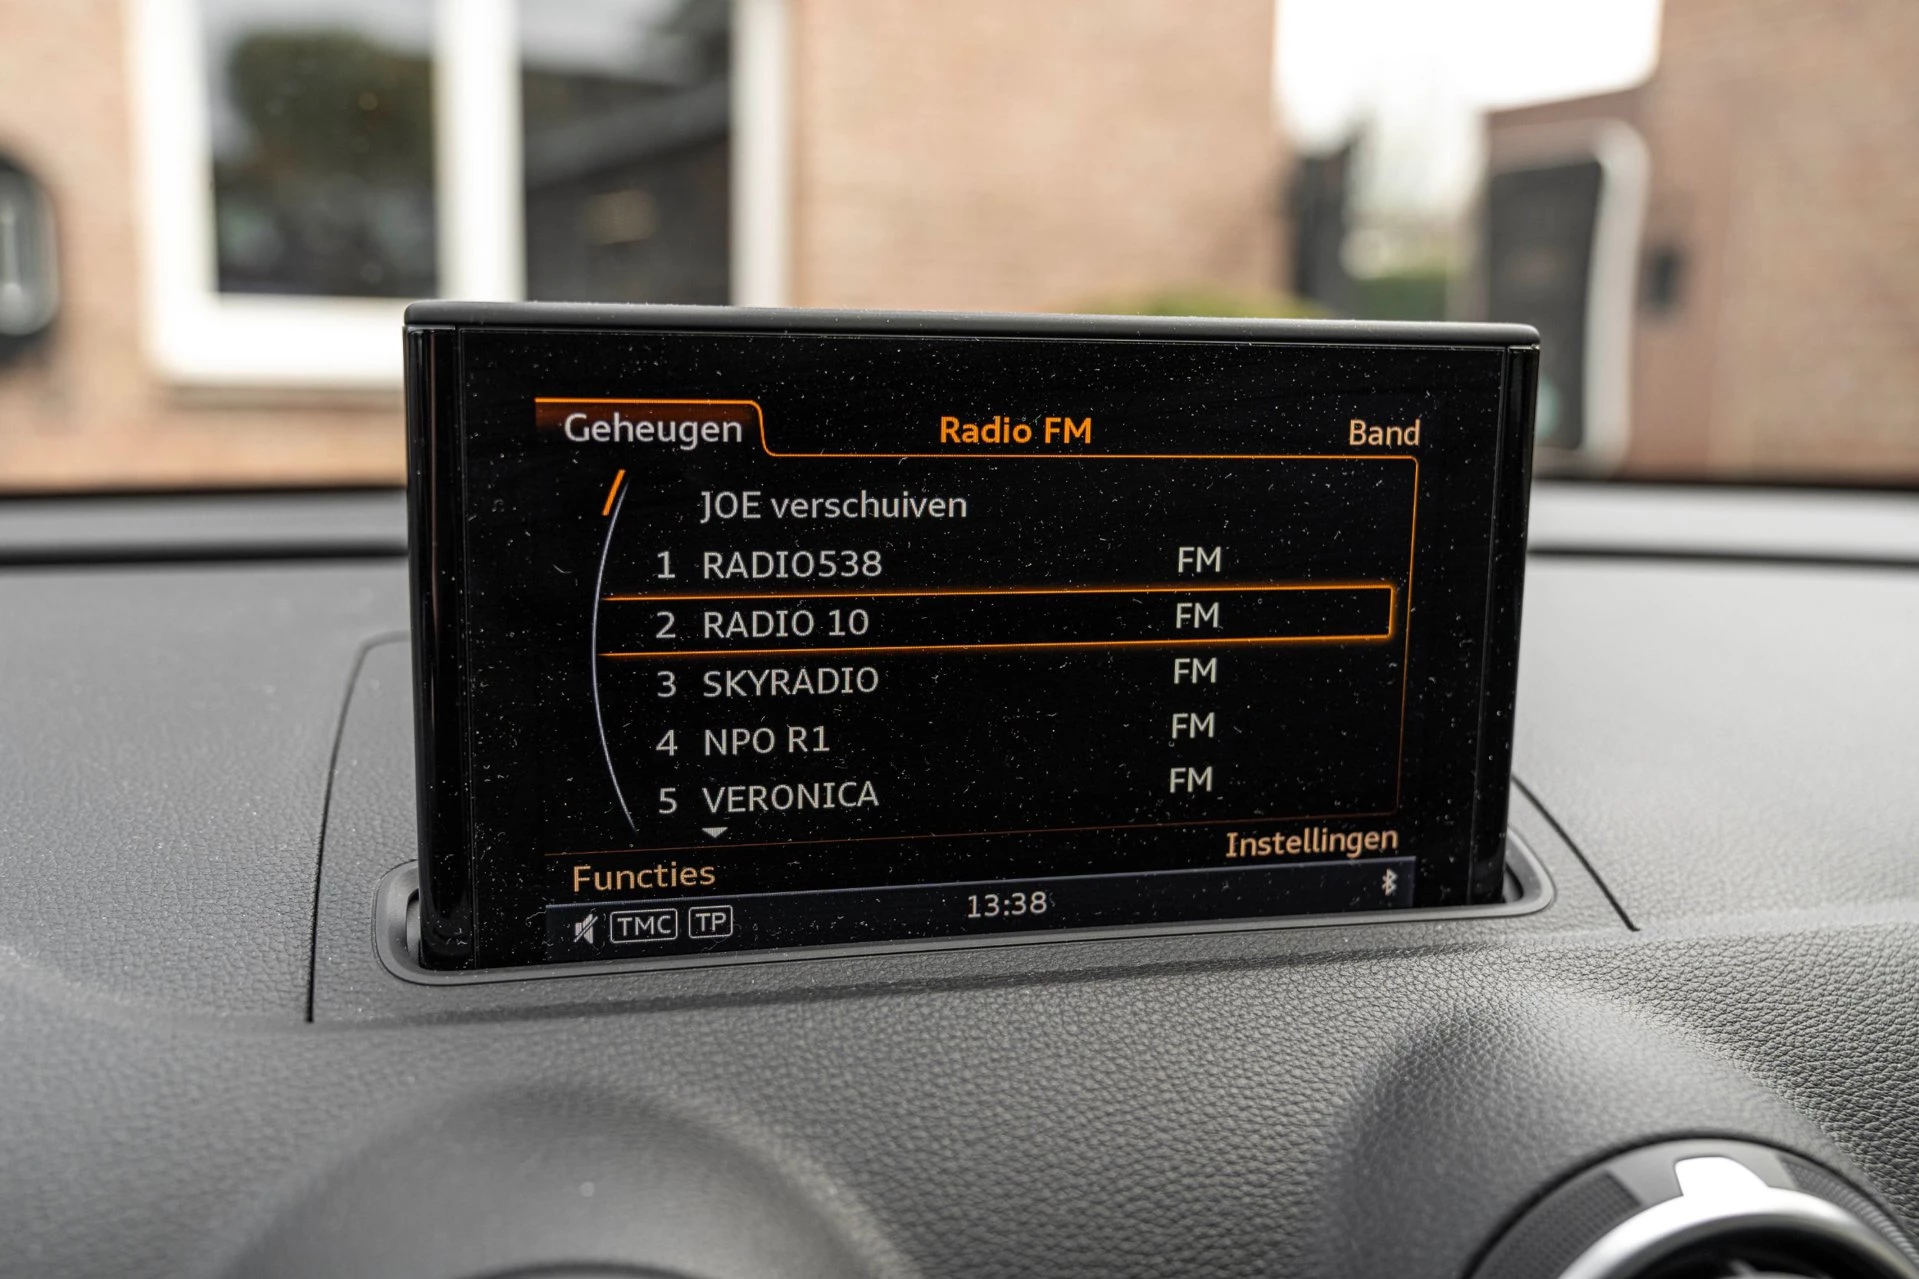 Geheugen Radio FM Band
JOE verschuiven
1 RADIO538 FM
2 RADIO 10 FM
3 SKYRADIO FM
4 NPO R1 FM
5 VERONICA FM
Functies Instellingen
TMC TP 13:38